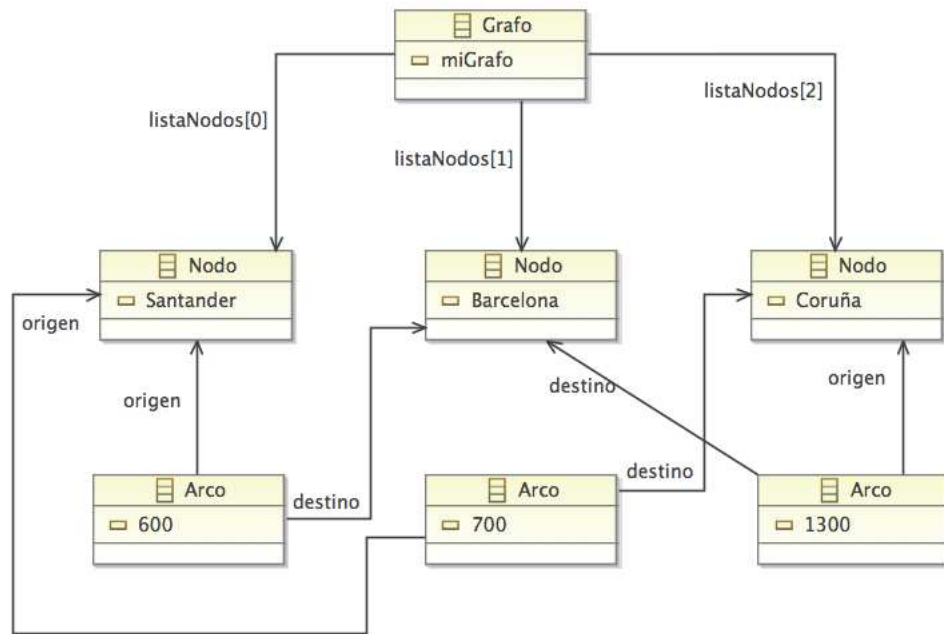 Grafo
miGrafo
listaNodos[0]
listaNodos[1]
listaNodos[2]
Nodo
Santander
Nodo
Barcelona
Nodo
Coruña
origen
origen
destino
destino
destino
origen
Arco
600
Arco
700
Arco
1300